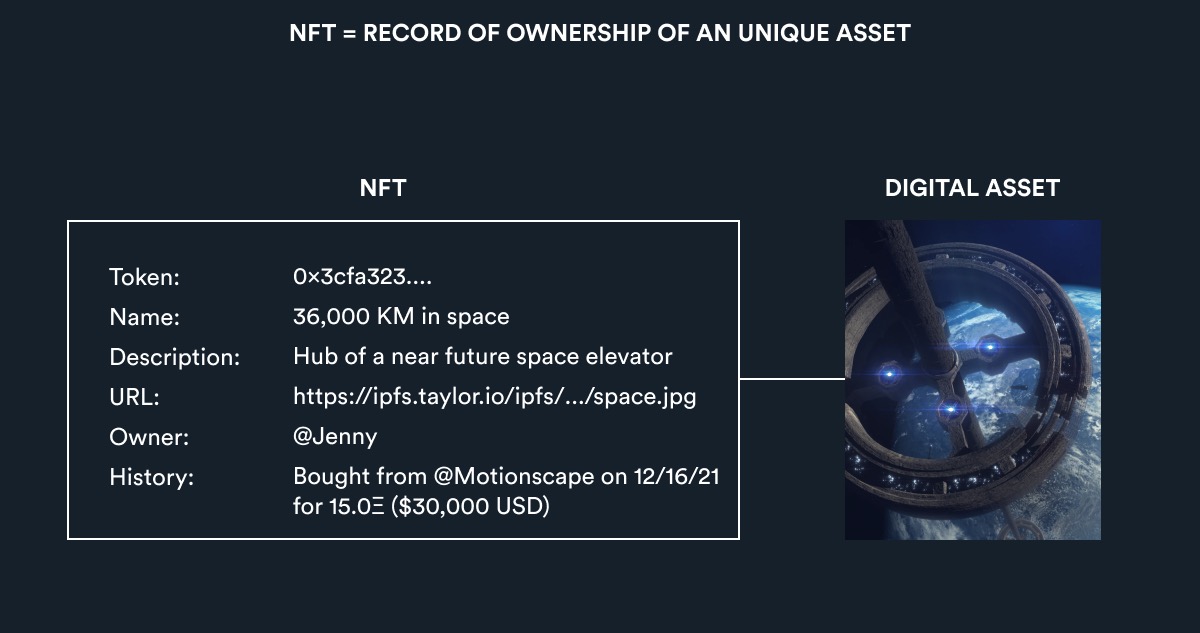 NFT = RECORD OF OWNERSHIP OF AN UNIQUE ASSET
NFT
DIGITAL ASSET
Token: 0x3cfa323....
Name: 36,000 KM in space
Description: Hub of a near future space elevator
URL: https://ipfs.taylor.io/ipfs/.../space.jpg
Owner: @Jenny
History: Bought from @Motionscape on 12/16/21
for 15.0Ξ ($30,000 USD)